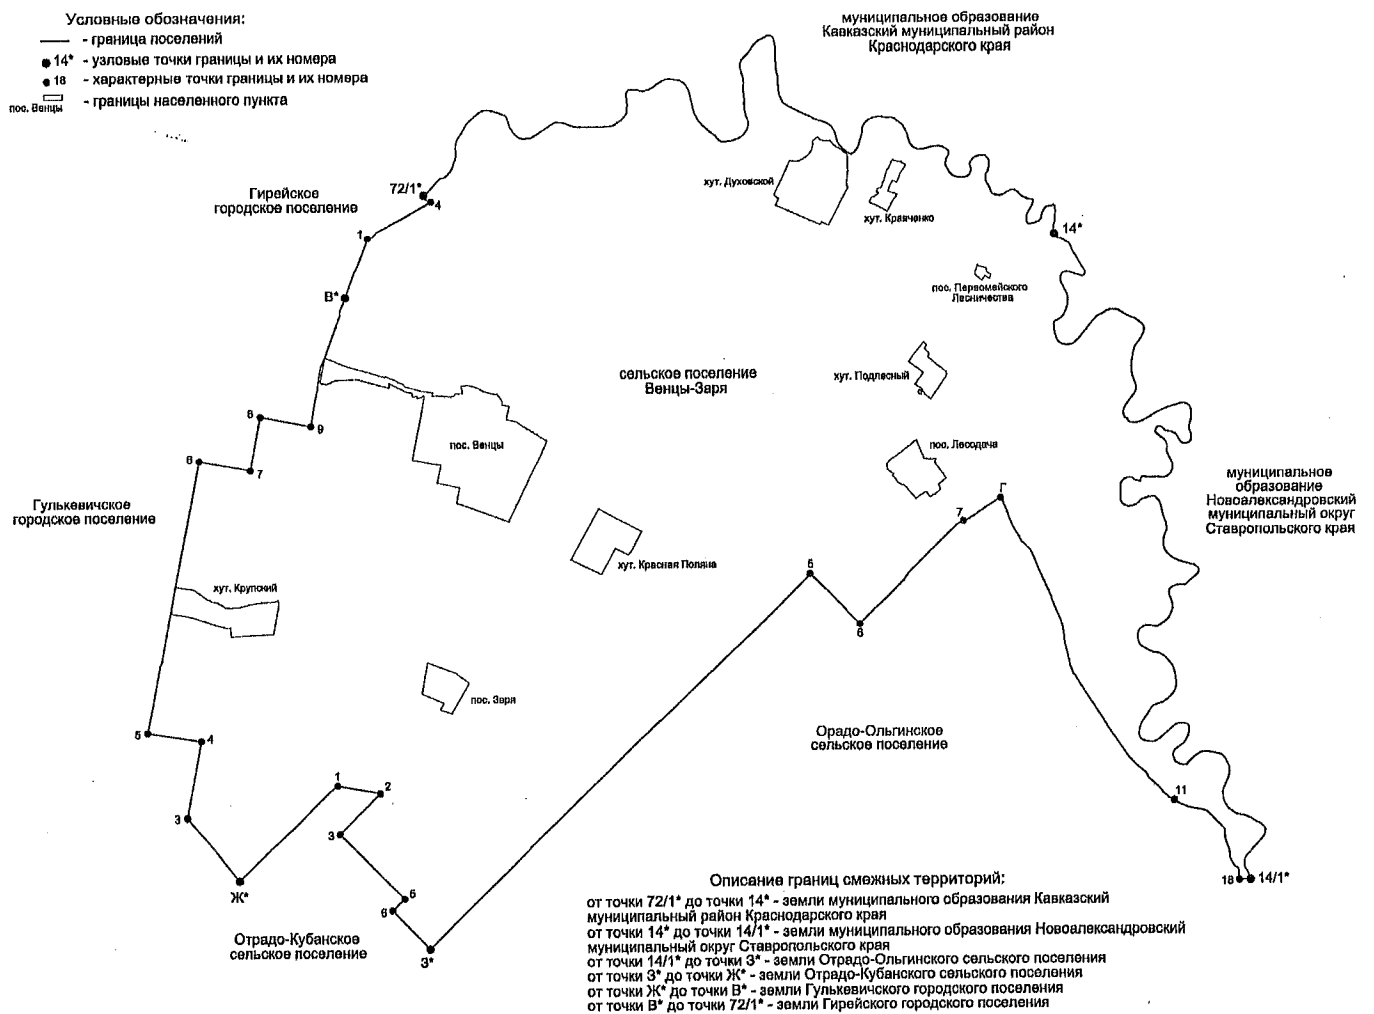 Условные обозначения:
- граница поселений
14* - узловые точки границы и их номера
18 - характерные точки границы и их номера
пос. Венцы - границы населенного пункта
муниципальное образование
Кавказский муниципальный район
Краснодарского края
Гирейское
городское поселение
72/1*
4
1
В*
хут. Духовской
хут. Кравченко
14*
пос. Первомейского
Лесничества
сельское поселение
Венцы-Заря
хут. Подлесный
8
9
6
7
пос. Венцы
пос. Лесодача
Г
7
Гулькевичское
городское поселение
муниципальное
образование
Новоалександровский
муниципальный округ
Ставропольского края
хут. Красная Поляна
5
6
хут. Крупский
пос. Заря
5
4
3
Ж*
1
2
3
5
6
З*
Отрадо-Кубанское
сельское поселение
Орадо-Ольгинское
сельское поселение
11
18
14/1*
Описание границ смежных территорий:
от точки 72/1* до точки 14* - земли муниципального образования Кавказский
муниципальный район Краснодарского края
от точки 14* до точки 14/1* - земли муниципального образования Новоалександровский
муниципальный округ Ставропольского края
от точки 14/1* до точки З* - земли Отрадо-Ольгинского сельского поселения
от точки З* до точки Ж* - земли Отрадо-Кубанского сельского поселения
от точки Ж* до точки В* - земли Гулькевичского городского поселения
от точки В* до точки 72/1* - земли Гирейского городского поселения